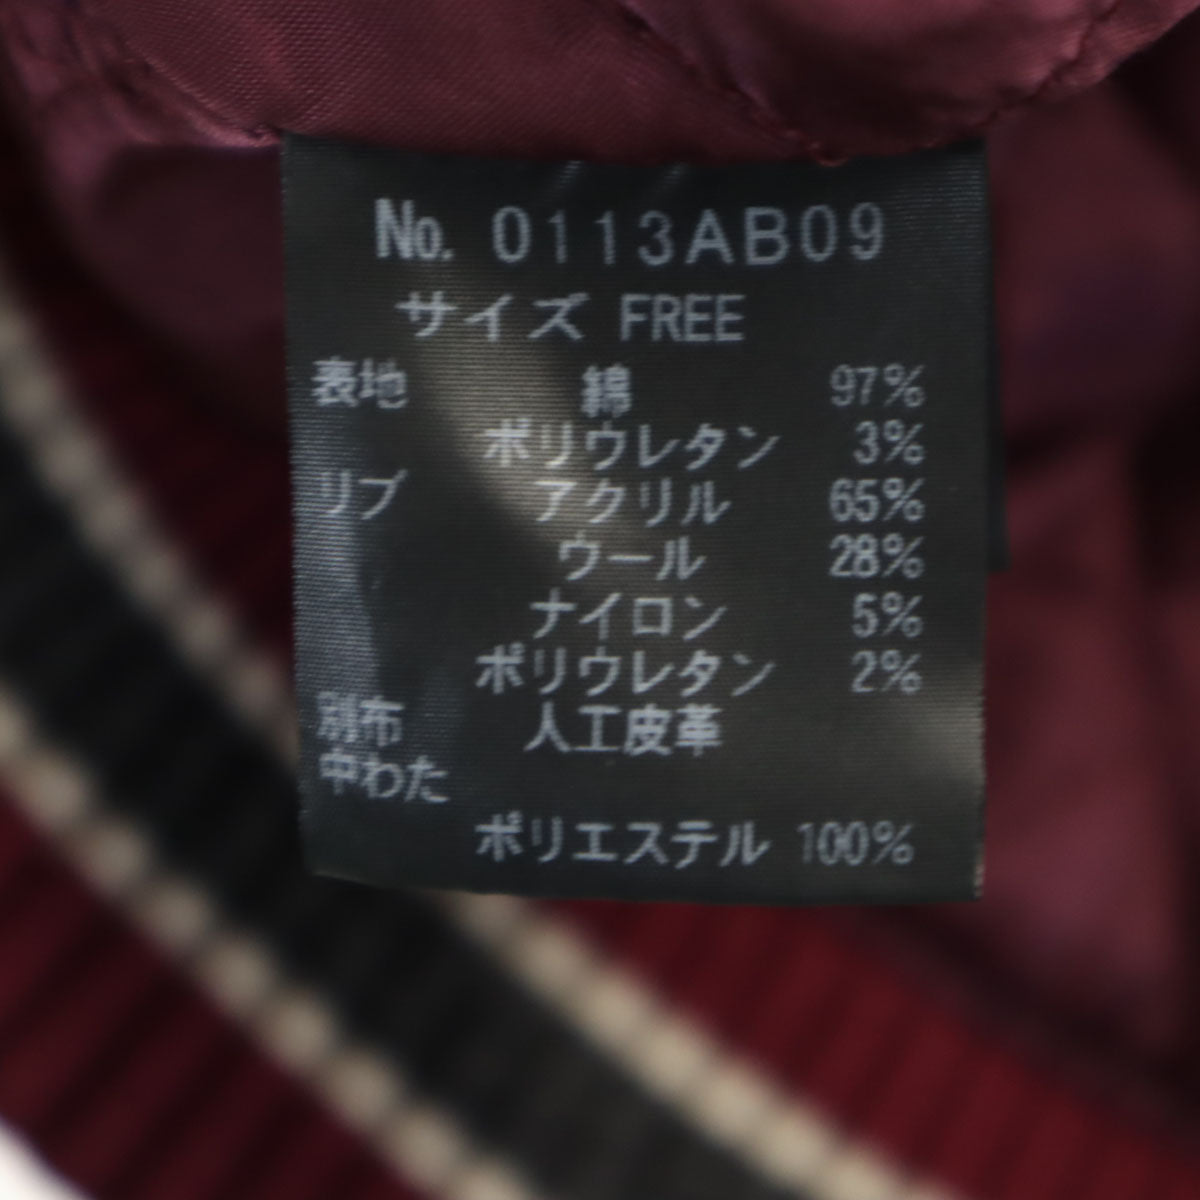 No. 0113AB09
サイズ FREE
表地 綿 97%
ポリウレタン 3%
リブ アクリル 65%
ウール 28%
ナイロン 5%
ポリウレタン 2%
別布 人工皮革
中わた
ポリエステル 100%